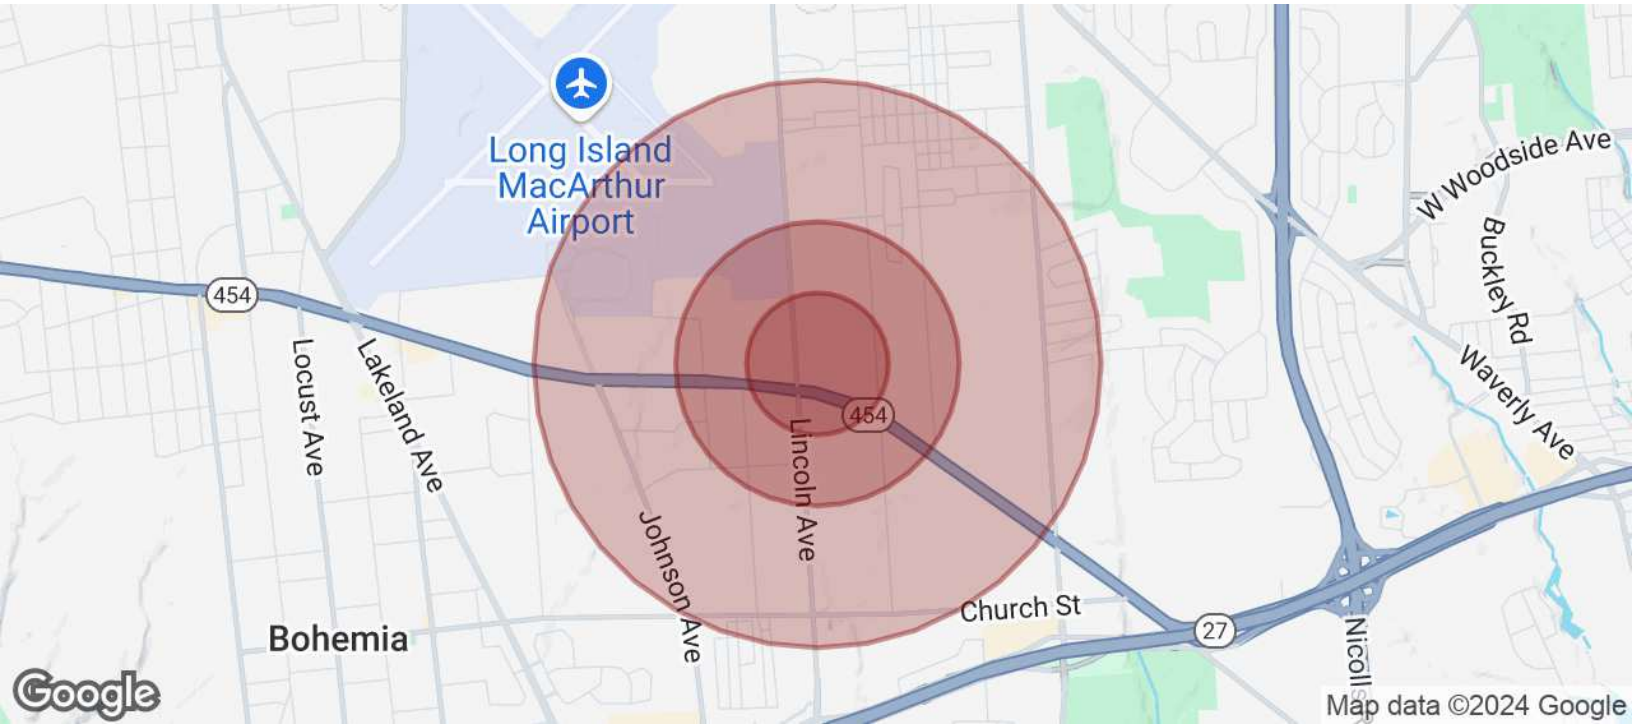 Long Island
MacArthur
Airport
W Woodside Ave
Buckley Rd
454
Locust Ave
Lakeland Ave
Waverly Ave
454
Lincoln Ave
Johnson Ave
Church St
27
Bohemia
Nicolls
Google
Map data ©2024 Google